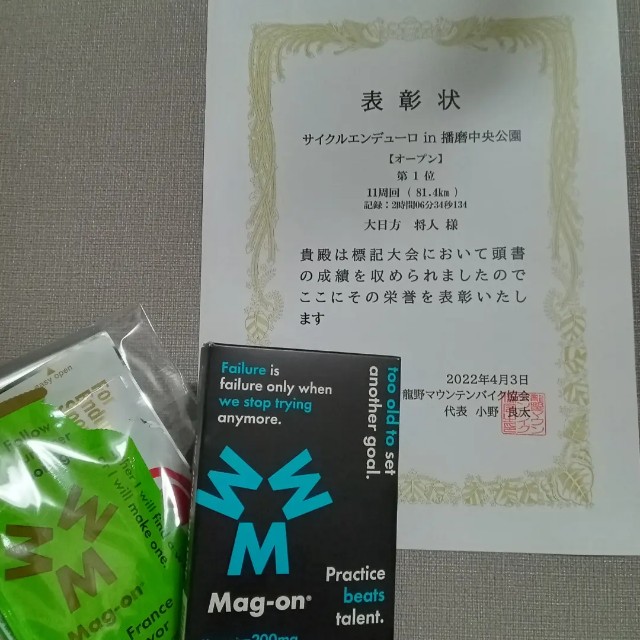 表彰状
サイクルエンデューロ in 播磨中央公園
【オープン】
第1位
11周回 ( 81.4km )
記録:2時間06分34秒134
大日方 将人 様
貴殿は標記大会において頭書
の成績を収められましたので
ここにその栄誉を表彰いたし
ます
2022年4月3日
龍野マウンテンバイク協会
代表 小野 良太
Failure is
failure only when
we stop trying
anymore.
too old to set
another goal.
Mag-on®
Practice
beats
talent.
easy open
Follow
I will
I will make one.
Mag-on®
France